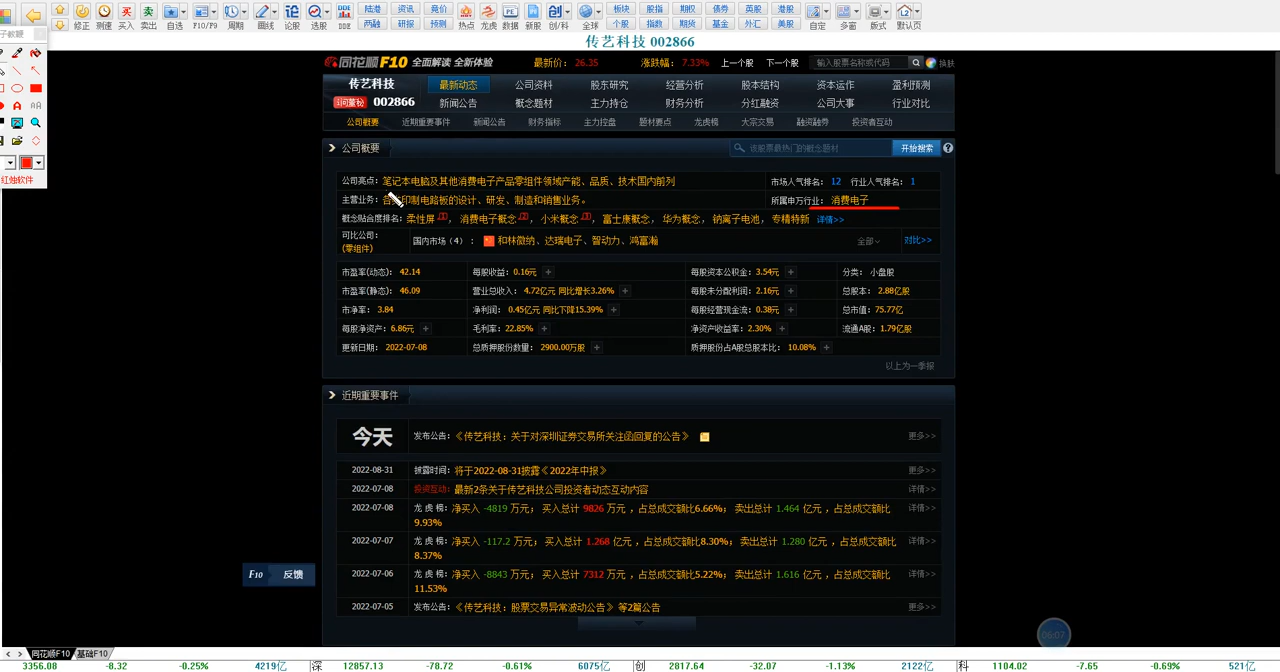 修正 测速 买入 卖出 自选 F10/F9 周期 画线 论股 选股 DDE 两融 研报 预测 热点 龙虎 数据 新股 创/科 全球 个股 指数 期货 基金 外汇 美股 自定 多窗 版式 默认页
陆港 资讯 竞价 板块 股指 期权 债券 英股 港股
传艺科技 002866
同花顺F10 全面解读 全新体验 最新价：26.35 涨跌幅：7.33% 上一个股 下一个股 输入股票名称或代码 换肤
传艺科技 最新动态 公司资料 股东研究 经营分析 股本结构 资本运作 盈利预测
1问董秘 002866 新闻公告 概念题材 主力持仓 财务分析 分红融资 公司大事 行业对比
公司概要 近期重要事件 新闻公告 财务指标 主力控盘 题材要点 龙虎榜 大宗交易 融资融券 投资者互动
公司概要 该股票最热门的概念题材 开始搜索 ?
公司亮点：笔记本电脑及其他消费电子产品零组件领域产能、品质、技术国内前列 市场人气排名：12 行业人气排名：1
主营业务： 印制电路板的设计、研发、制造和销售业务。 所属申万行业：消费电子
概念贴合度排名：柔性屏，消费电子概念，小米概念，富士康概念，华为概念，钠离子电池，专精特新 详情>>
可比公司：
(零组件) 国内市场（4）： 和林微纳、达瑞电子、智动力、鸿富瀚 全部 对比>>
市盈率(动态)：42.14 每股收益：0.16元 每股资本公积金：3.54元 分类：小盘股
市盈率(静态)：46.09 营业总收入：4.72亿元 同比增长3.26% 每股未分配利润：2.16元 总股本：2.88亿股
市净率：3.84 净利润：0.45亿元 同比下降15.39% 每股经营现金流：0.38元 总市值：75.77亿
每股净资产：6.86元 毛利率：22.85% 净资产收益率：2.30% 流通A股：1.79亿股
更新日期：2022-07-08 总质押股份数量：2900.00万股 质押股份占A股总股本比：10.08%
以上为一季报
近期重要事件
今天 发布公告：《传艺科技：关于对深圳证券交易所关注函回复的公告》 更多>>
2022-08-31 披露时间：将于2022-08-31披露《2022年中报》 更多>>
2022-07-08 投资互动：最新2条关于传艺科技公司投资者动态互动内容 详情>>
2022-07-08 龙虎榜：净买入 -4819 万元；买入总计 9826 万元，占总成交额比6.66%；卖出总计 1.464 亿元，占总成交额比 详情>>
9.93%
2022-07-07 龙虎榜：净买入 -117.2 万元；买入总计 1.268 亿元，占总成交额比8.30%；卖出总计 1.280 亿元，占总成交额比 详情>>
8.37%
2022-07-06 龙虎榜：净买入 -8843 万元；买入总计 7312 万元，占总成交额比5.22%；卖出总计 1.616 亿元，占总成交额比 详情>>
11.53%
2022-07-05 发布公告：《传艺科技：股票交易异常波动公告》等2篇公告 更多>>
F10 反馈
红烛软件
06:07
同花顺F10 基础F10
3356.08 -8.32 -0.25% 4219亿 深 12857.13 -78.72 -0.61% 6075亿 创 2817.64 -32.07 -1.13% 2122亿 科 1104.02 -7.65 -0.69% 521亿